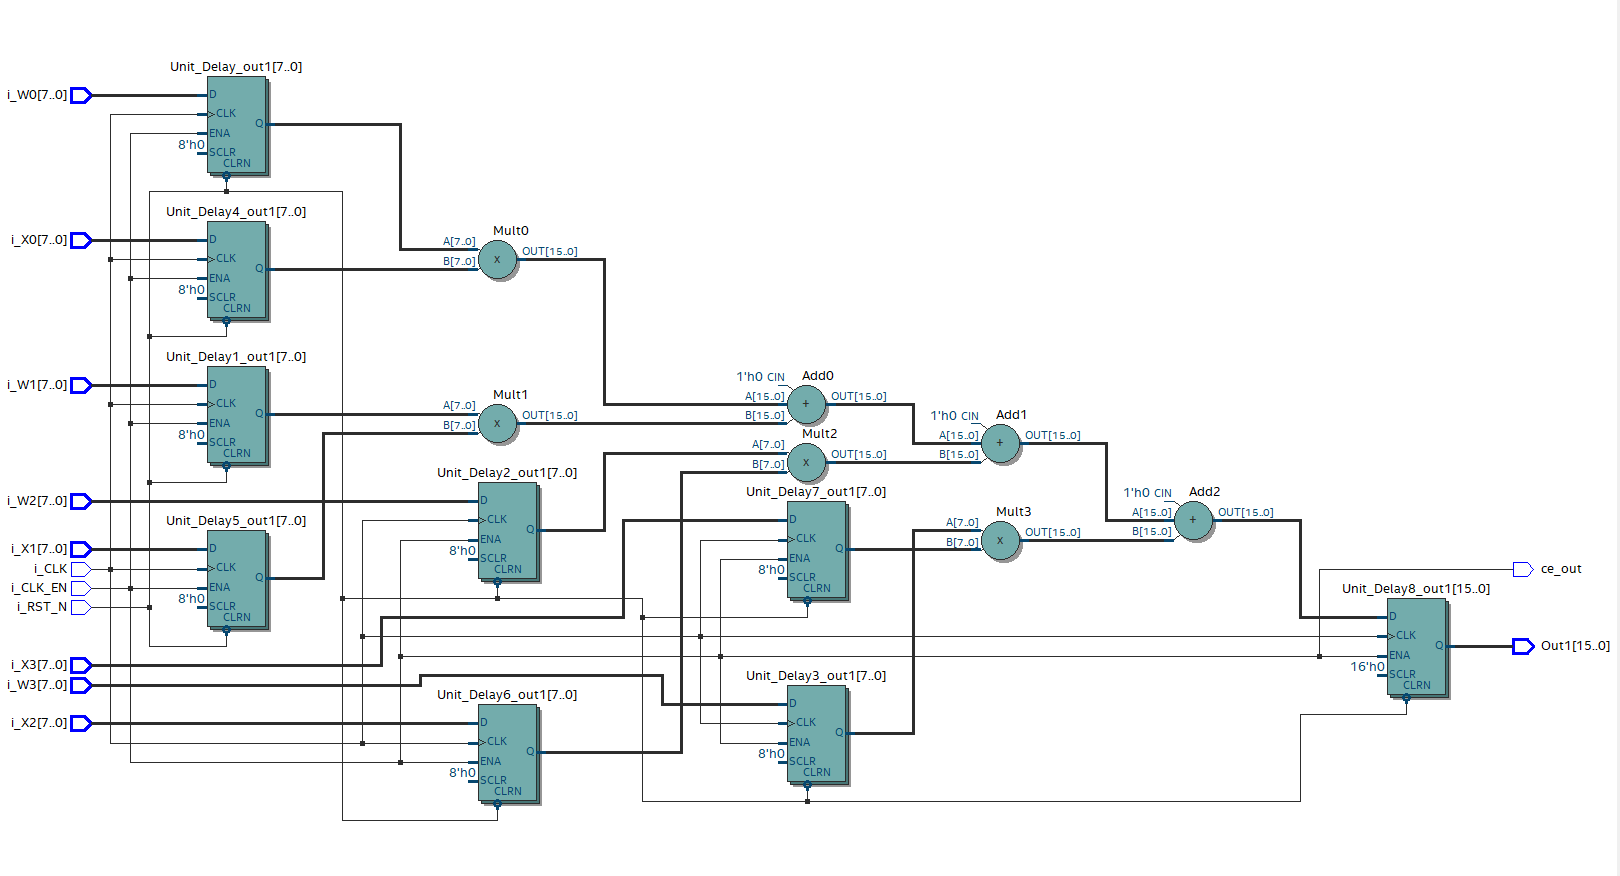 Unit_Delay_out1[7..0]
i_W0[7..0]
D
CLK
ENA
8'h0
SCLR
CLRN
Q
Unit_Delay4_out1[7..0]
i_X0[7..0]
D
CLK
ENA
8'h0
SCLR
CLRN
Q
Mult0
A[7..0]
B[7..0]
x
OUT[15..0]
Unit_Delay1_out1[7..0]
i_W1[7..0]
D
CLK
ENA
8'h0
SCLR
CLRN
Q
Mult1
A[7..0]
B[7..0]
x
OUT[15..0]
Add0
1'h0 CIN
A[15..0]
B[15..0]
+
OUT[15..0]
Mult2
A[7..0]
B[7..0]
x
OUT[15..0]
Add1
1'h0 CIN
A[15..0]
B[15..0]
+
OUT[15..0]
i_W2[7..0]
Unit_Delay2_out1[7..0]
D
CLK
ENA
8'h0
SCLR
CLRN
Q
Unit_Delay5_out1[7..0]
i_X1[7..0]
i_CLK
i_CLK_EN
i_RST_N
D
CLK
ENA
8'h0
SCLR
CLRN
Q
Unit_Delay7_out1[7..0]
D
CLK
ENA
8'h0
SCLR
CLRN
Q
Mult3
A[7..0]
B[7..0]
x
OUT[15..0]
Add2
1'h0 CIN
A[15..0]
B[15..0]
+
OUT[15..0]
ce_out
Unit_Delay8_out1[15..0]
D
CLK
ENA
16'h0
SCLR
CLRN
Q
Out1[15..0]
i_X3[7..0]
i_W3[7..0]
i_X2[7..0]
Unit_Delay6_out1[7..0]
D
CLK
ENA
8'h0
SCLR
CLRN
Q
Unit_Delay3_out1[7..0]
D
CLK
ENA
8'h0
SCLR
CLRN
Q